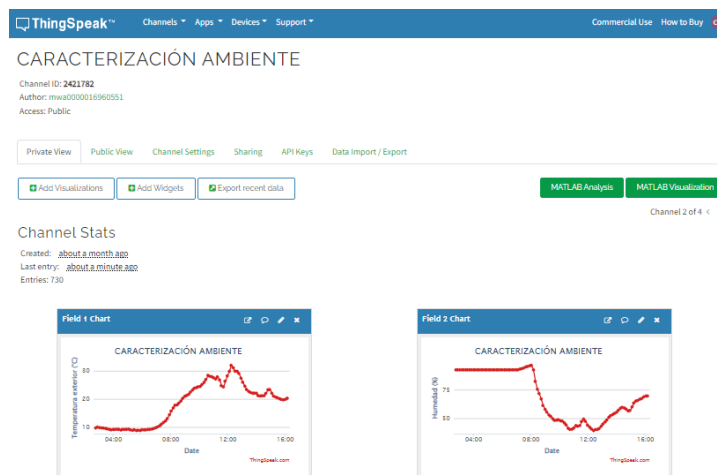 ThingSpeak™ Channels Apps Devices Support Commercial Use How to Buy
CARACTERIZACIÓN AMBIENTE
Channel ID: 2421782
Author: mwa0000016960551
Access: Public
Private View Public View Channel Settings Sharing API Keys Data Import / Export
Add Visualizations Add Widgets Export recent data MATLAB Analysis MATLAB Visualization
Channel 2 of 4 <
Channel Stats
Created: about a month ago
Last entry: about a minute ago
Entries: 730
Field 1 Chart
CARACTERIZACIÓN AMBIENTE
Temperatura exterior (°C)
30
20
10
04:00 08:00 12:00 16:00
Date
ThingSpeak.com
Field 2 Chart
CARACTERIZACIÓN AMBIENTE
Humedad (%)
75
50
04:00 08:00 12:00 16:00
Date
ThingSpeak.com